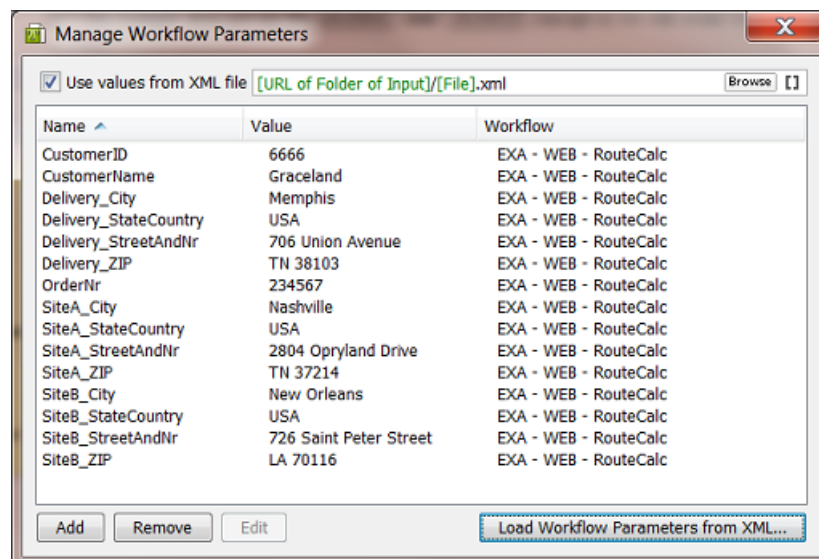 Manage Workflow Parameters
Use values from XML file [URL of Folder of Input]/[File].xml Browse []
Name Value Workflow
CustomerID 6666 EXA - WEB - RouteCalc
CustomerName Graceland EXA - WEB - RouteCalc
Delivery_City Memphis EXA - WEB - RouteCalc
Delivery_StateCountry USA EXA - WEB - RouteCalc
Delivery_StreetAndNr 706 Union Avenue EXA - WEB - RouteCalc
Delivery_ZIP TN 38103 EXA - WEB - RouteCalc
OrderNr 234567 EXA - WEB - RouteCalc
SiteA_City Nashville EXA - WEB - RouteCalc
SiteA_StateCountry USA EXA - WEB - RouteCalc
SiteA_StreetAndNr 2804 Opryland Drive EXA - WEB - RouteCalc
SiteA_ZIP TN 37214 EXA - WEB - RouteCalc
SiteB_City New Orleans EXA - WEB - RouteCalc
SiteB_StateCountry USA EXA - WEB - RouteCalc
SiteB_StreetAndNr 726 Saint Peter Street EXA - WEB - RouteCalc
SiteB_ZIP LA 70116 EXA - WEB - RouteCalc
Add Remove Edit Load Workflow Parameters from XML...